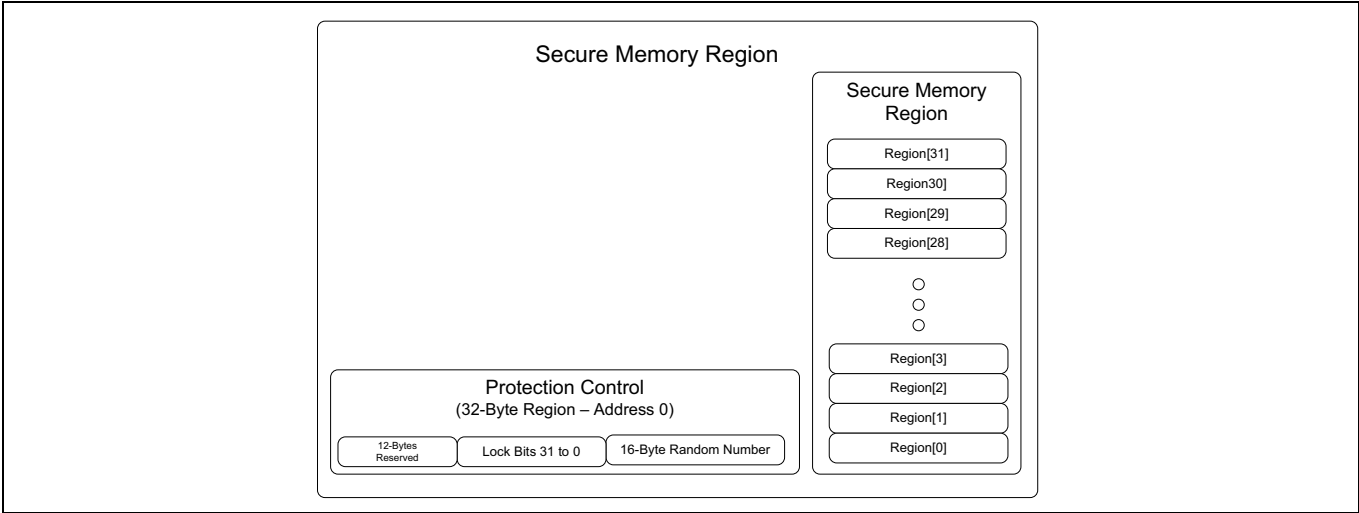 Secure Memory Region
Secure Memory
Region
Region[31]
Region30]
Region[29]
Region[28]
Region[3]
Region[2]
Region[1]
Region[0]
Protection Control
(32-Byte Region – Address 0)
12-Bytes
Reserved
Lock Bits 31 to 0
16-Byte Random Number